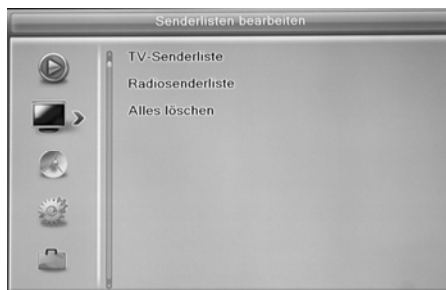 Senderlisten bearbeiten
TV-Senderliste
Radiosenderliste
Alles löschen